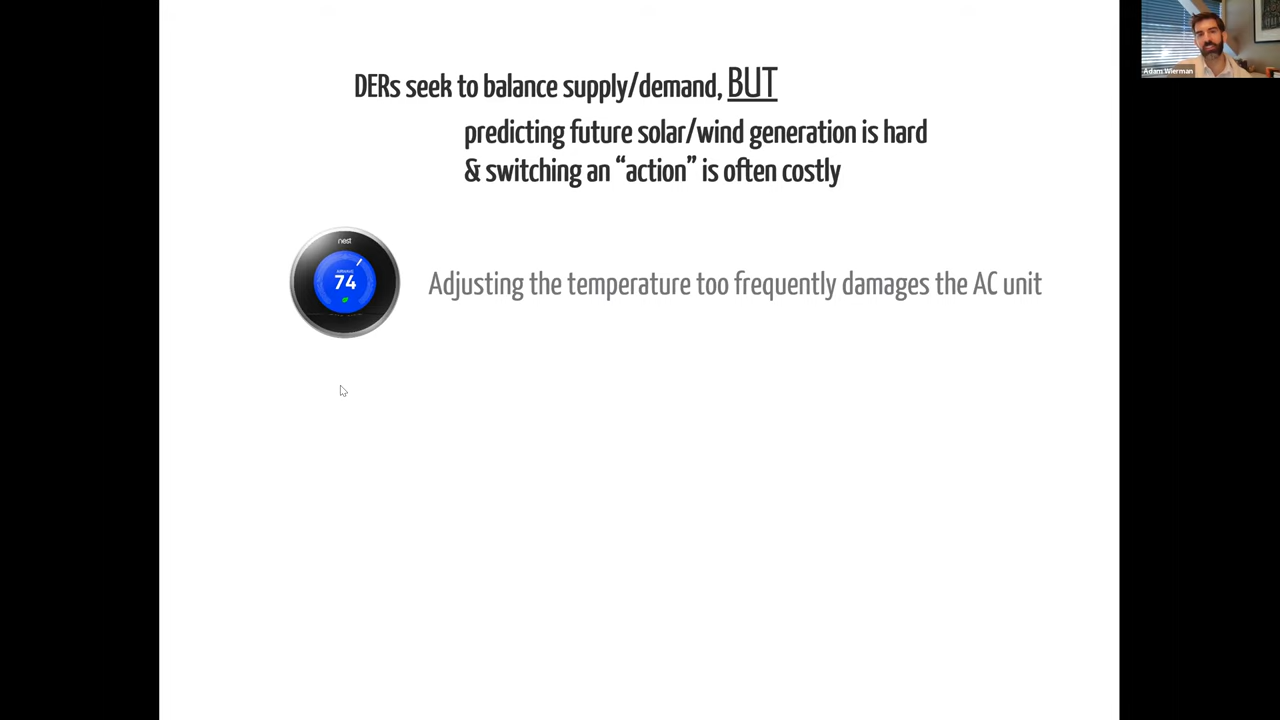 DERs seek to balance supply/demand, BUT
predicting future solar/wind generation is hard
& switching an “action” is often costly
nest
74
Adjusting the temperature too frequently damages the AC unit
Adam Wierman